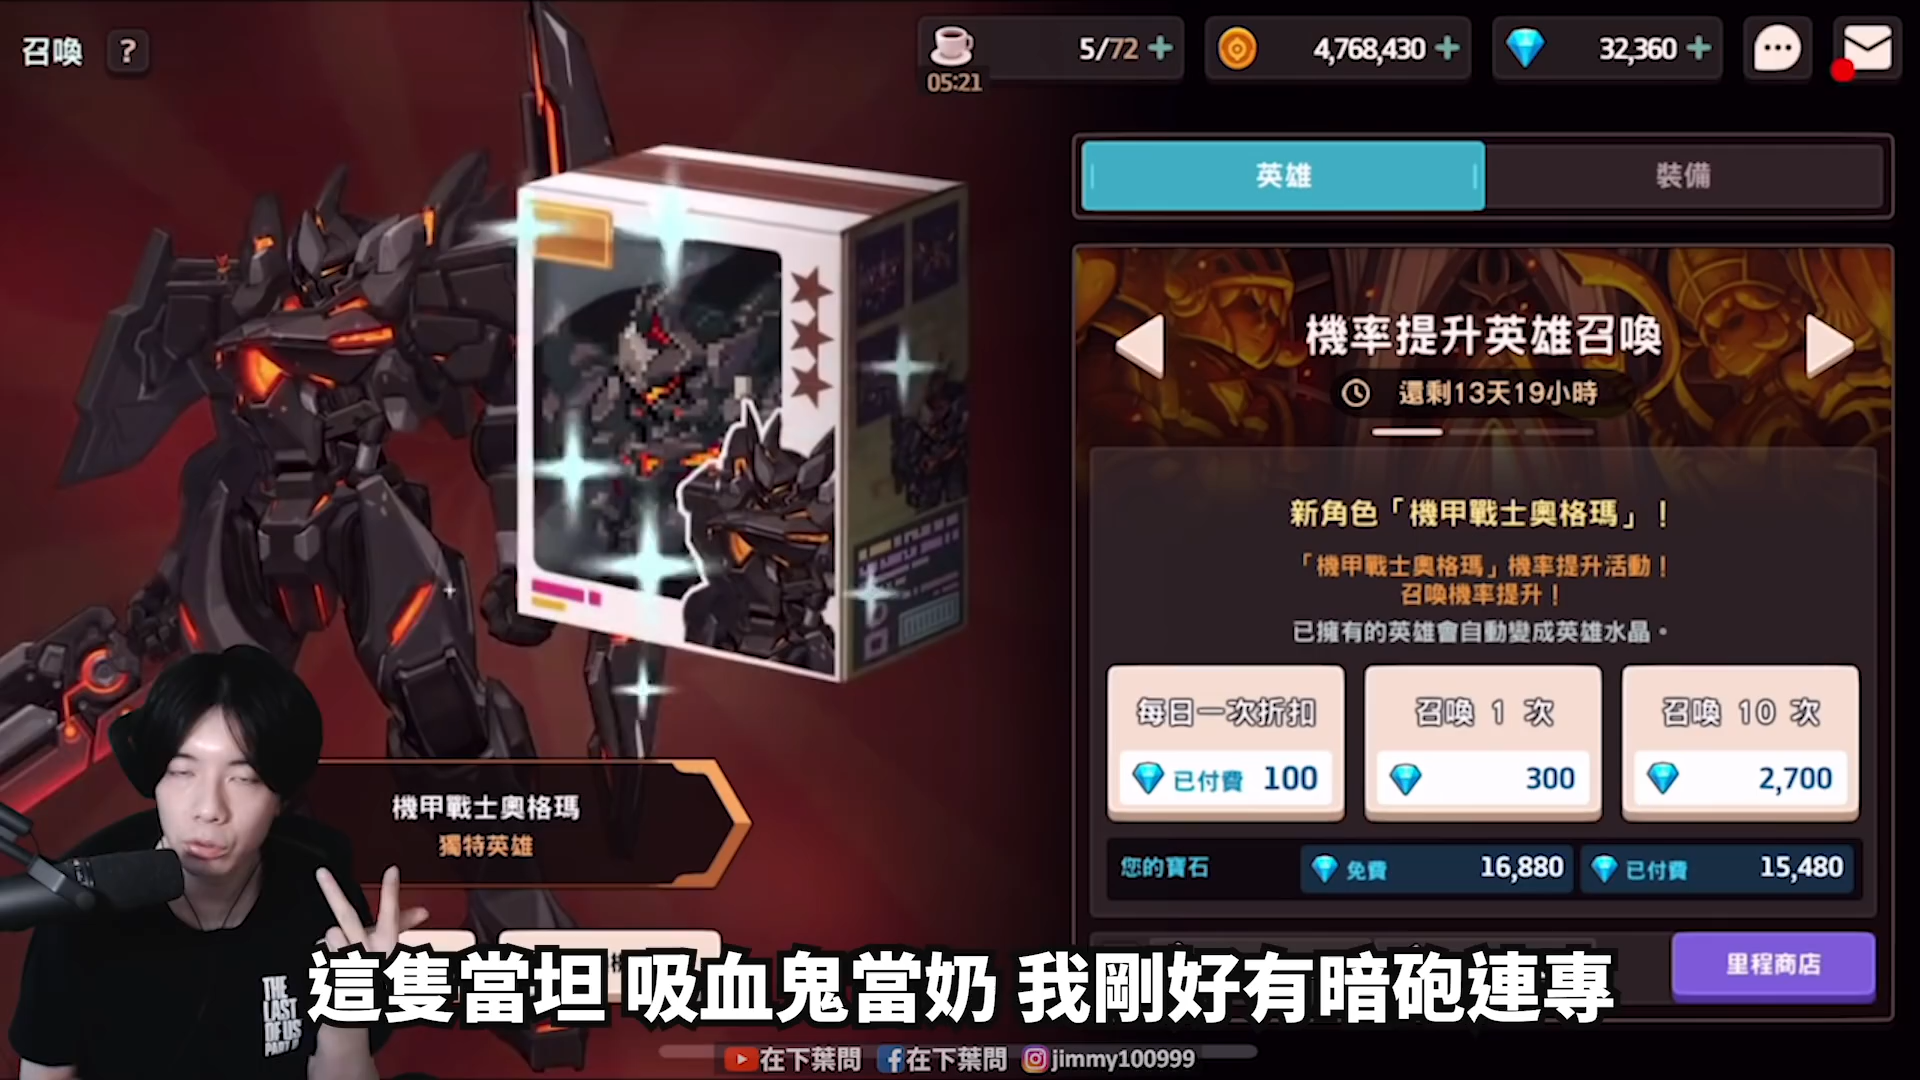 召喚 ?
5/72
05:21
4,768,430
32,360
英雄
裝備
機率提升英雄召喚
還剩13天19小時
新角色「機甲戰士奧格瑪」！
「機甲戰士奧格瑪」機率提升活動！
召喚機率提升！
已擁有的英雄會自動變成英雄水晶。
每日一次折扣
已付費 100
召喚 1 次
300
召喚 10 次
2,700
您的寶石
免費 16,880
已付費 15,480
機甲戰士奧格瑪
獨特英雄
里程商店
THE
LAST
OF US
PART II
這隻當坦 吸血鬼當奶 我剛好有暗砲連專
在下葉問 在下葉問 jimmy100999